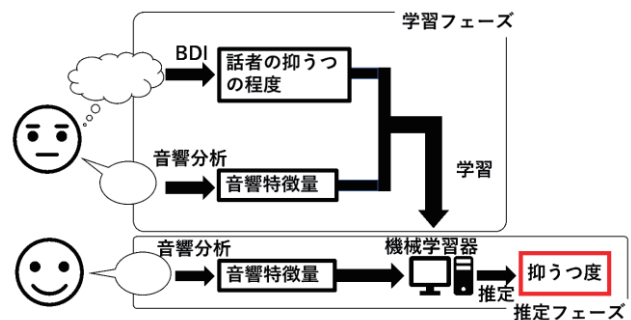 学習フェーズ
BDI
話者の抑うつ
の程度
音響分析
音響特徴量
学習
音響分析
音響特徴量
機械学習器
推定
抑うつ度
推定フェーズ